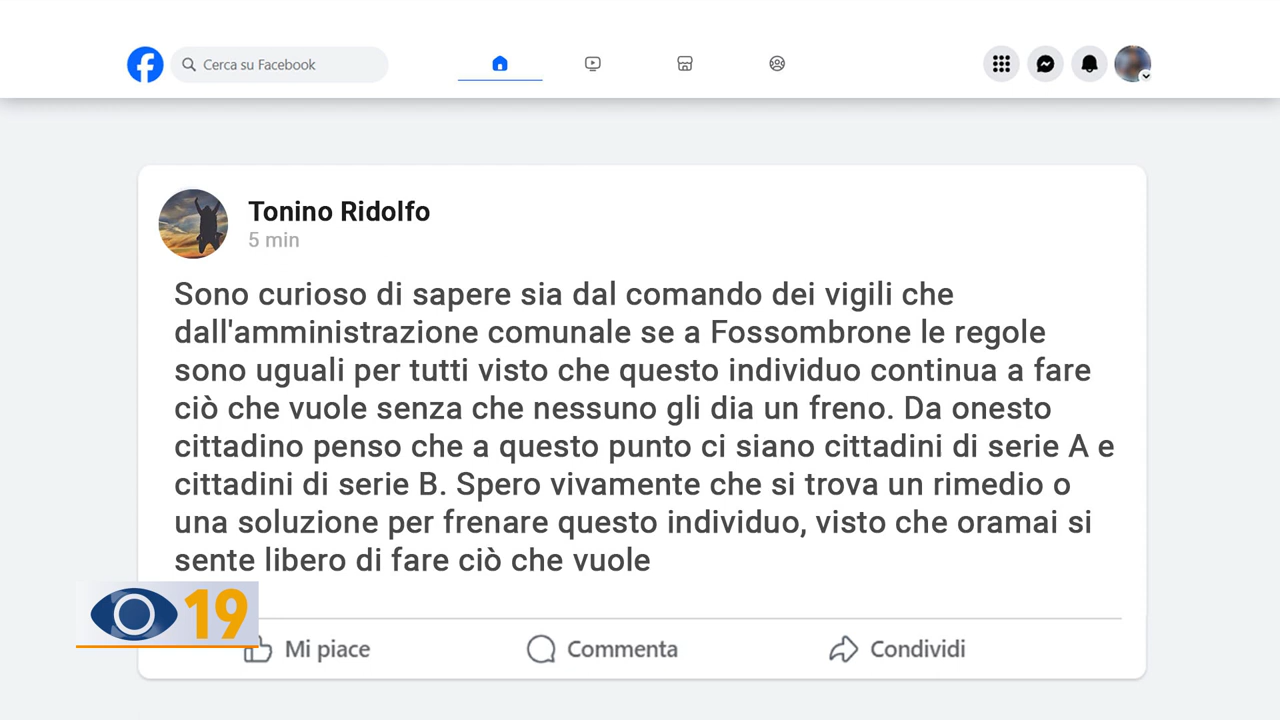 Cerca su Facebook
Tonino Ridolfo
5 min
Sono curioso di sapere sia dal comando dei vigili che
dall'amministrazione comunale se a Fossombrone le regole
sono uguali per tutti visto che questo individuo continua a fare
ciò che vuole senza che nessuno gli dia un freno. Da onesto
cittadino penso che a questo punto ci siano cittadini di serie A e
cittadini di serie B. Spero vivamente che si trova un rimedio o
una soluzione per frenare questo individuo, visto che oramai si
sente libero di fare ciò che vuole
19
Mi piace
Commenta
Condividi